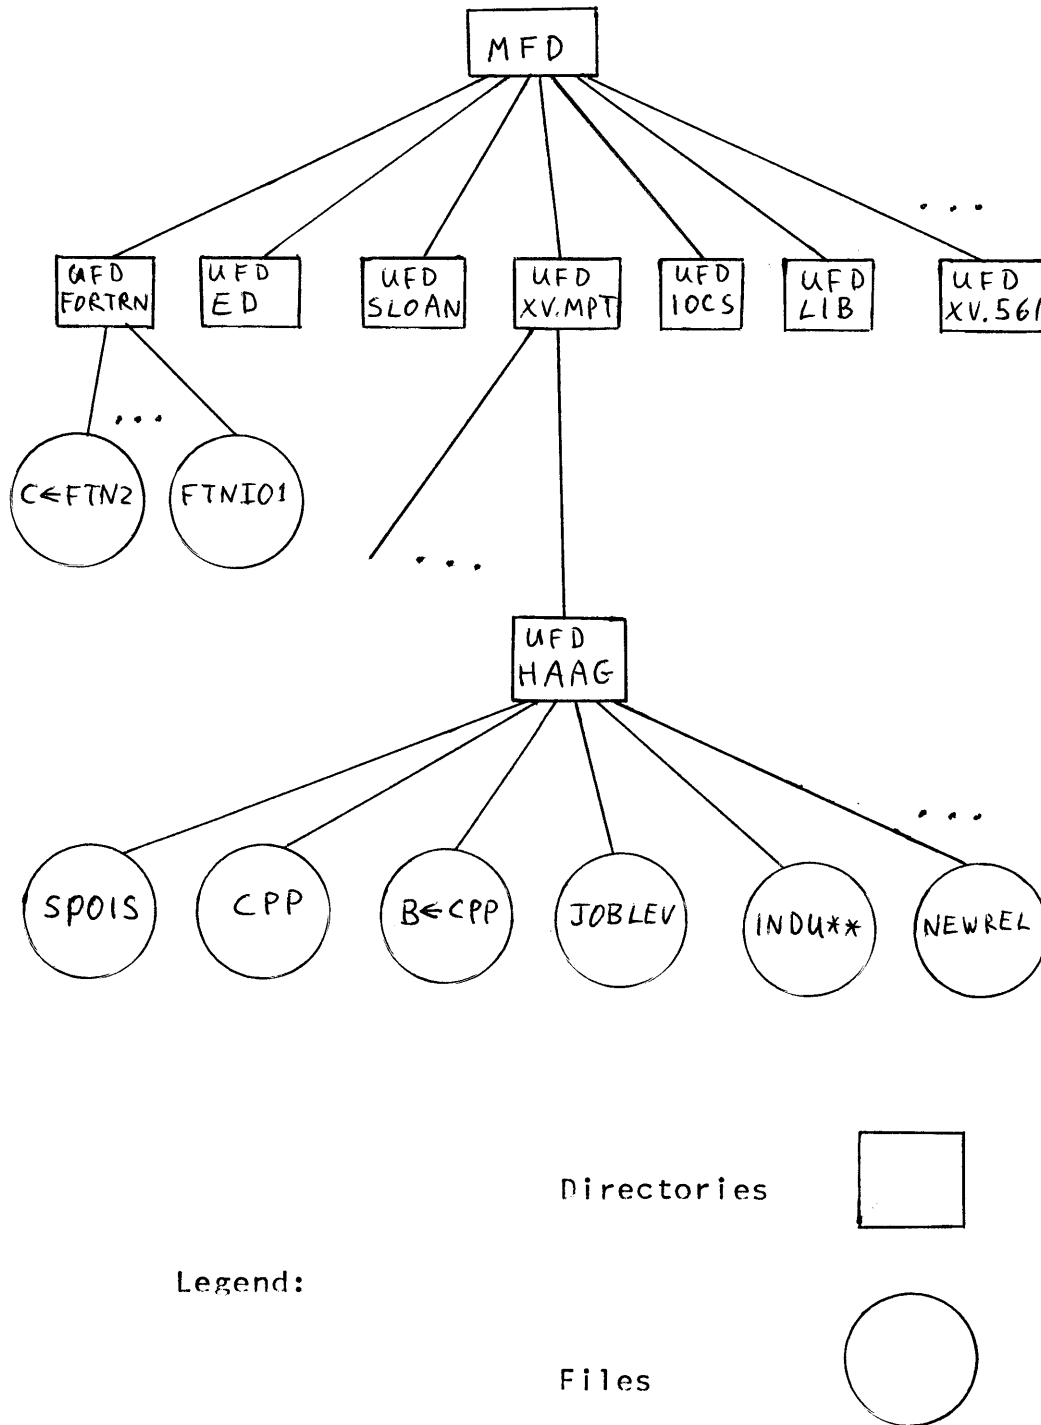 MFD
...
UFD
FORTRN
UFD
ED
UFD
SLOAN
UFD
XV.MPT
UFD
IOCS
UFD
LIB
UFD
XV.561
...
C←FTN2
FTNIO1
...
UFD
HAAG
...
SPOIS
CPP
B←CPP
JOBLEV
INDU**
NEWREL
Directories
Legend:
Files